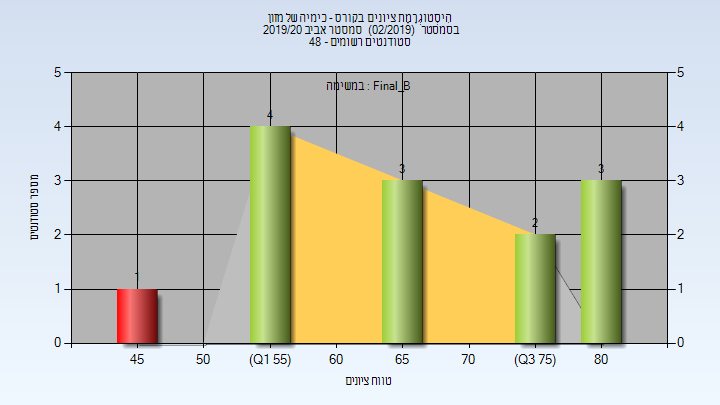 היסטוגרמת ציונים בקורס - כימיה של מזון
בסמסטר (02/2019) סמסטר אביב 2019/20
סטודנטים רשומים - 48
במשימה : Final_B
5 5
4 4 4
3 3 3 3
2 2 2
1 1 1
0 0
45 50 (Q1 55) 60 65 70 (Q3 75) 80
מספר סטודנטים
טווח ציונים